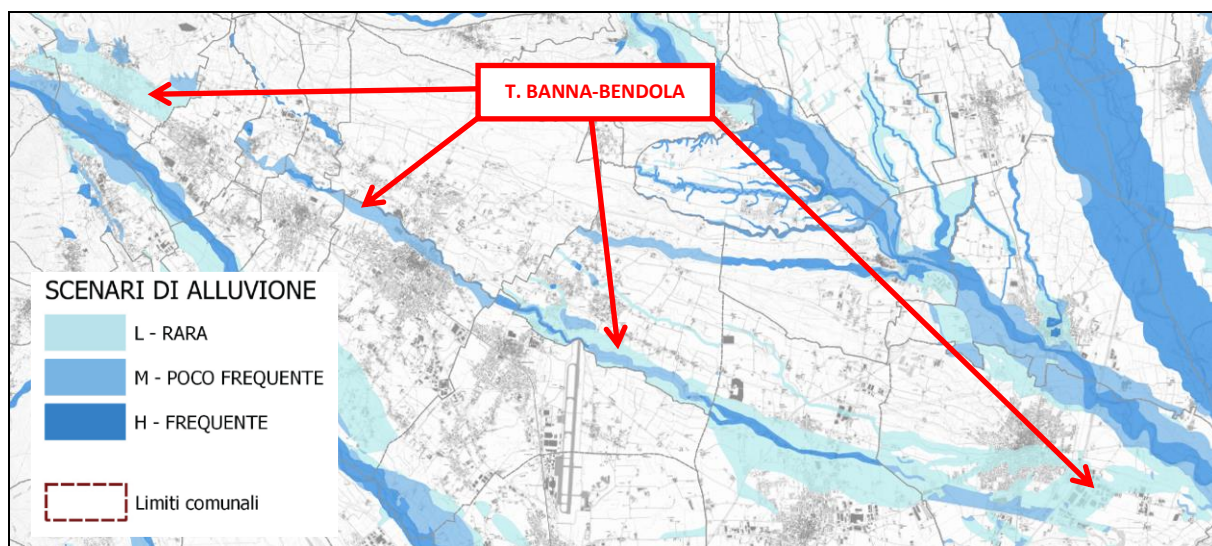 T. BANNA-BENDOLA
SCENARI DI ALLUVIONE
L - RARA
M - POCO FREQUENTE
H - FREQUENTE
Limiti comunali